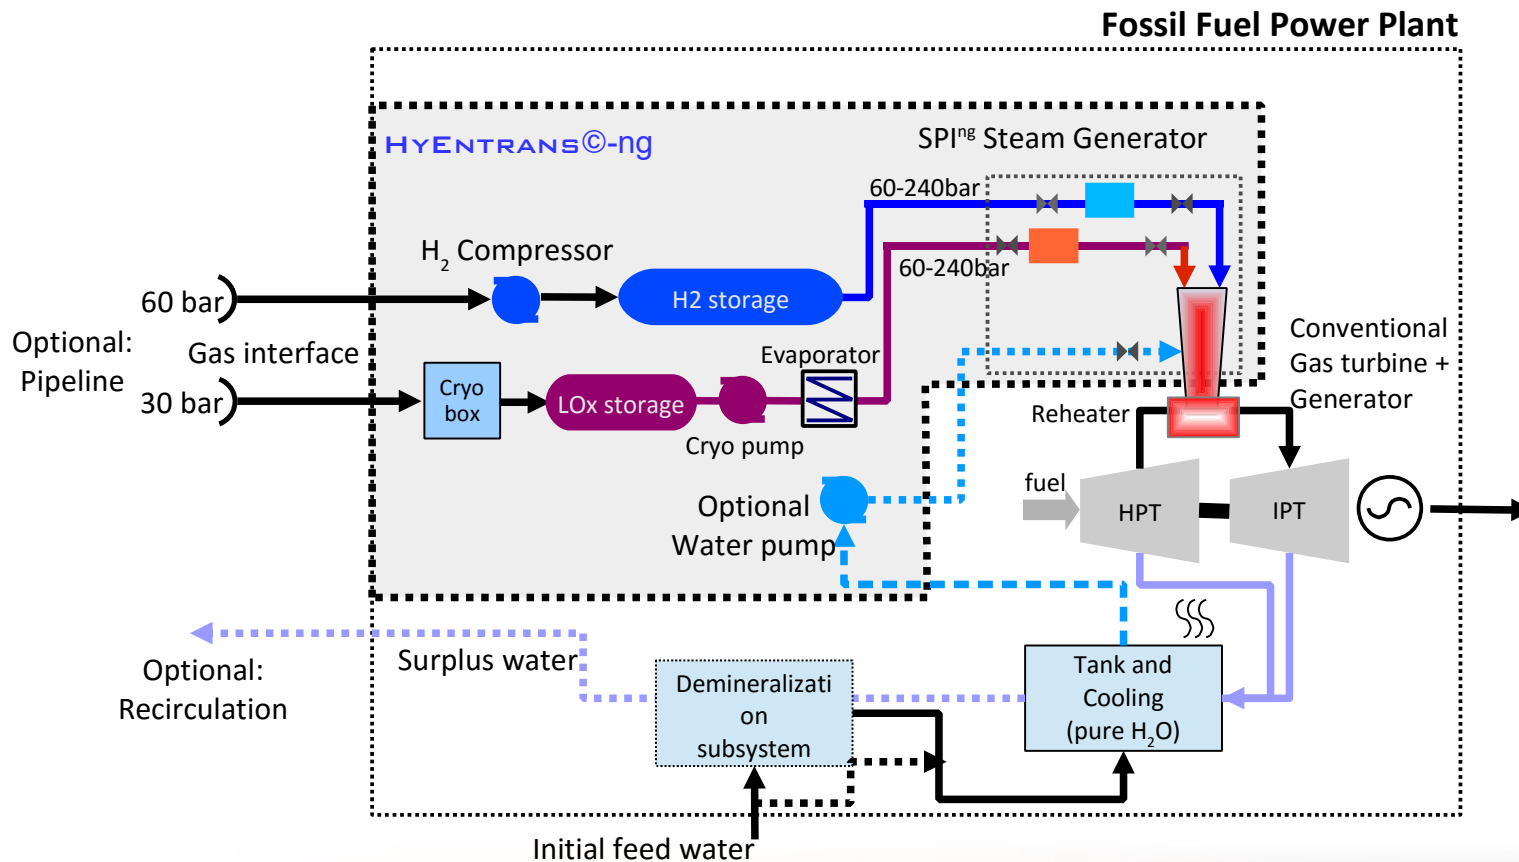 Fossil Fuel Power Plant
HYENTRANS©-ng
SPIⁿᵍ Steam Generator
60-240bar
60-240bar
H₂ Compressor
H2 storage
60 bar
Optional:
Pipeline
Gas interface
30 bar
Cryo
box
LOx storage
Cryo pump
Evaporator
Conventional
Gas turbine +
Generator
Reheater
fuel
HPT
IPT
Optional
Water pump
Surplus water
Optional:
Recirculation
Demineralizati
on
subsystem
Tank and
Cooling
(pure H₂O)
Initial feed water